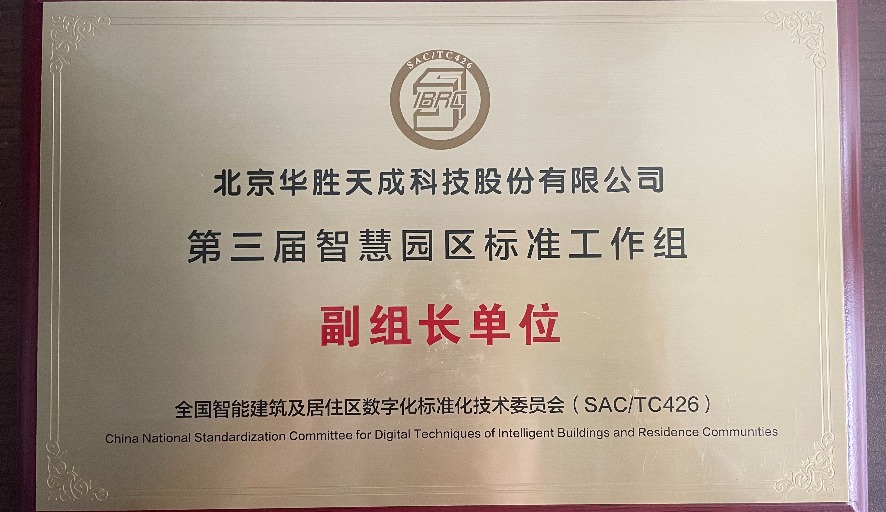 SAC/TC426
IBRC
北京华胜天成科技股份有限公司
第三届智慧园区标准工作组
副组长单位
全国智能建筑及居住区数字化标准化技术委员会（SAC/TC426）
China National Standardization Committee for Digital Techniques of Intelligent Buildings and Residence Communities